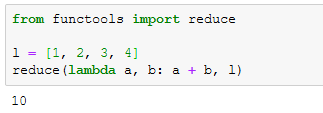 from functools import reduce
l = [1, 2, 3, 4]
reduce(lambda a, b: a + b, l)
10